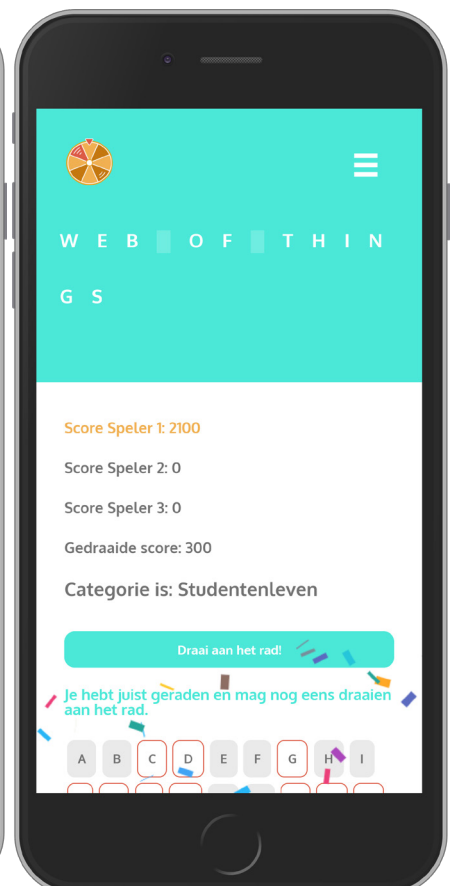 W E B O F T H I N
G S
Score Speler 1: 2100
Score Speler 2: 0
Score Speler 3: 0
Gedraaide score: 300
Categorie is: Studentenleven
Draai aan het rad!
Je hebt juist geraden en mag nog eens draaien
aan het rad.
A B C D E F G H I